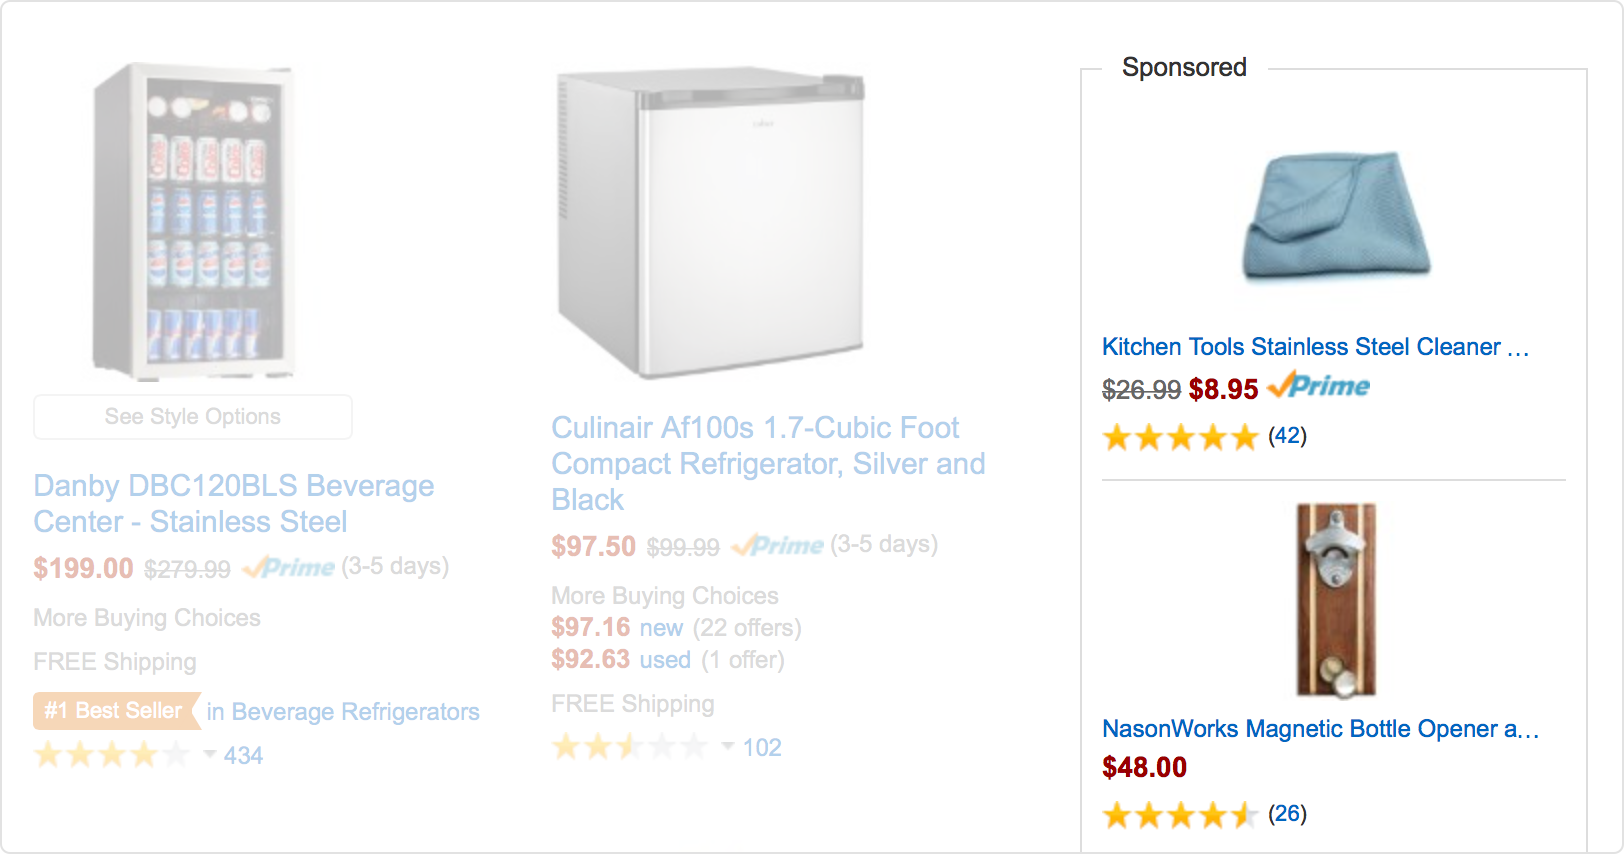 See Style Options
Danby DBC120BLS Beverage
Center - Stainless Steel
$199.00 $279.99 Prime (3-5 days)
More Buying Choices
FREE Shipping
#1 Best Seller in Beverage Refrigerators
434
Culinair Af100s 1.7-Cubic Foot
Compact Refrigerator, Silver and
Black
$97.50 $99.99 Prime (3-5 days)
More Buying Choices
$97.16 new (22 offers)
$92.63 used (1 offer)
FREE Shipping
102
Sponsored
Kitchen Tools Stainless Steel Cleaner ...
$26.99 $8.95 Prime
(42)
NasonWorks Magnetic Bottle Opener a...
$48.00
(26)